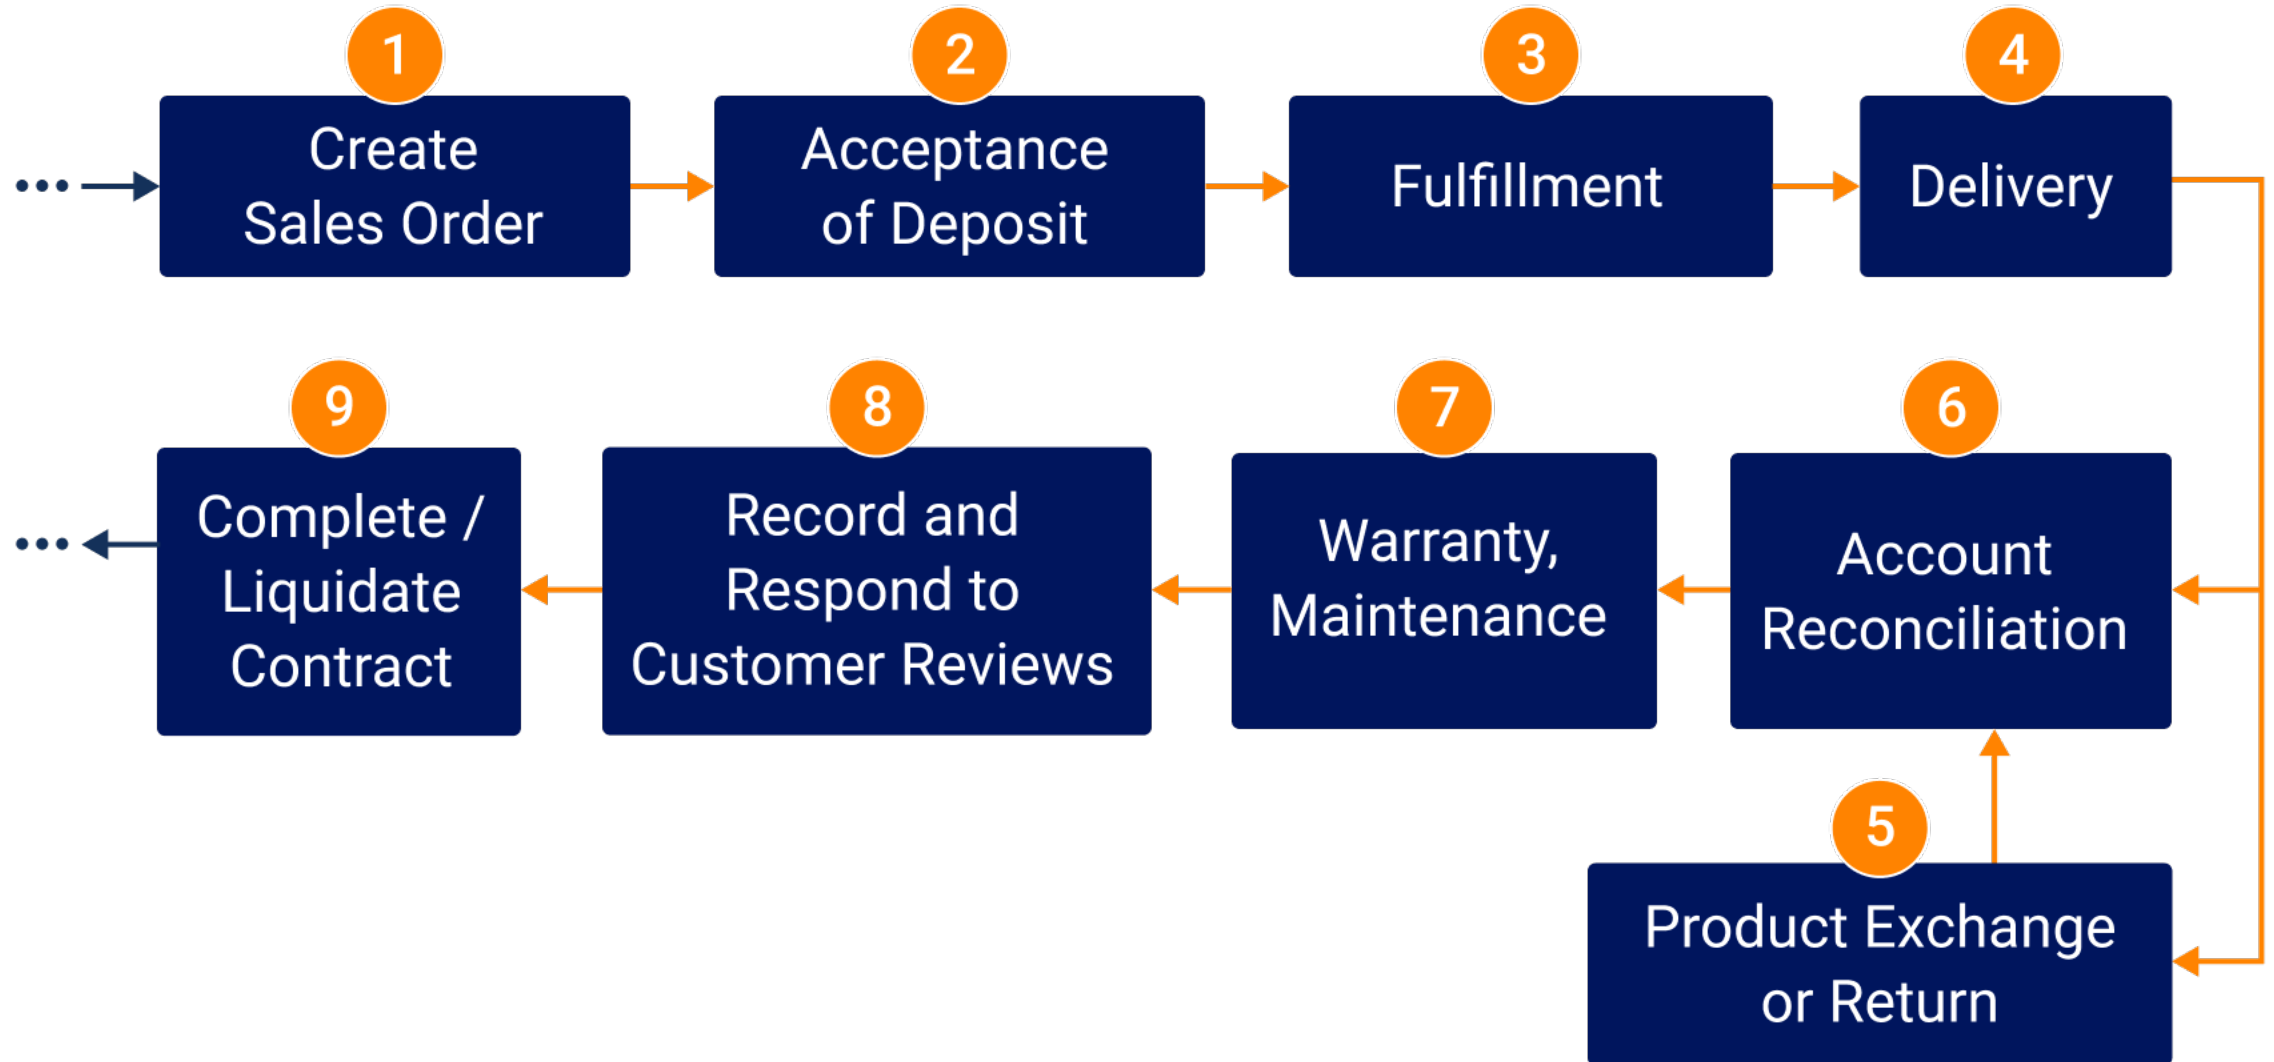 1
Create
Sales Order
2
Acceptance
of Deposit
3
Fulfillment
4
Delivery
9
Complete /
Liquidate
Contract
8
Record and
Respond to
Customer Reviews
7
Warranty,
Maintenance
6
Account
Reconciliation
5
Product Exchange
or Return